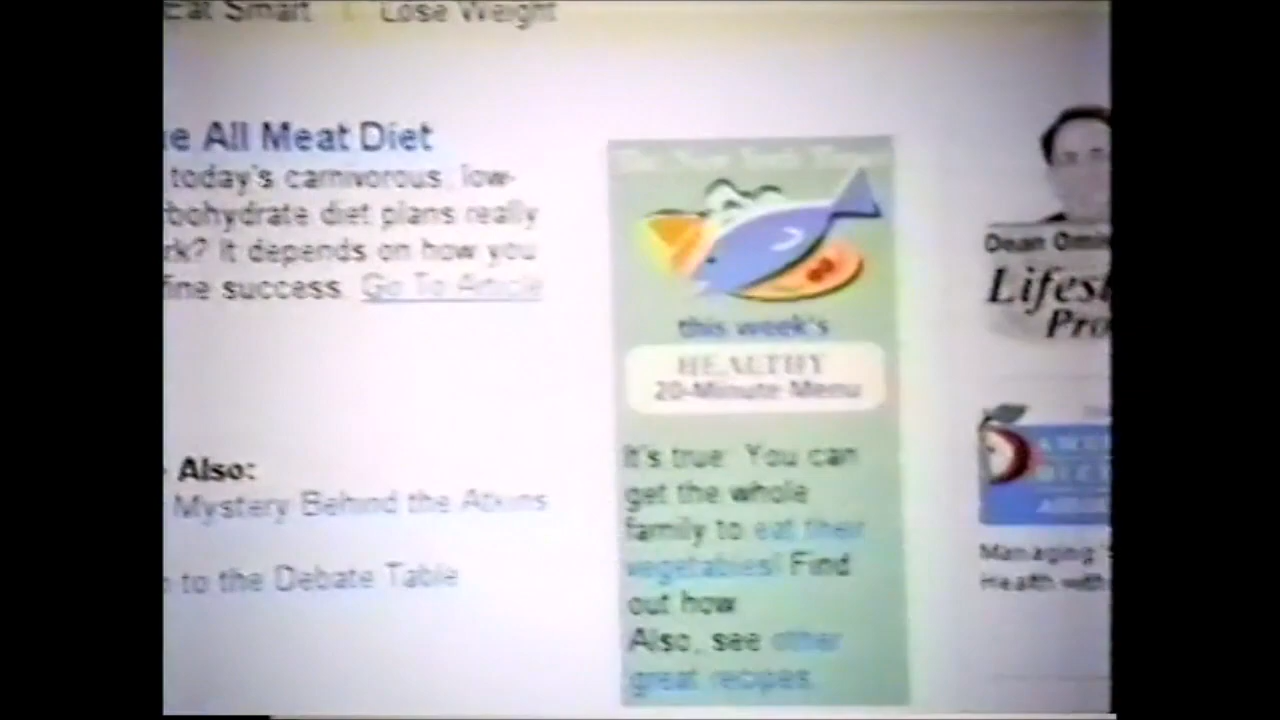 Eat Smart | Lose Weight
e All Meat Diet
today's carnivorous, low-
bohydrate diet plans really
rk? It depends on how you
fine success. Go To Article
Also:
Mystery Behind the Atkins
n to the Debate Table
this week's
HEALTHY
20-Minute Menu
It's true: You can
get the whole
family to eat their
vegetables! Find
out how.
Also, see other
great recipes.
Dean Ornis
Lifest
Pro
Managing
Health with